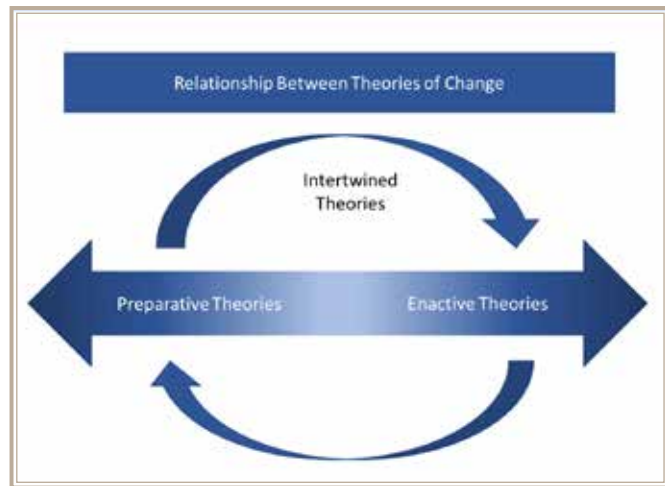 Relationship Between Theories of Change
Intertwined
Theories
Preparative Theories
Enactive Theories